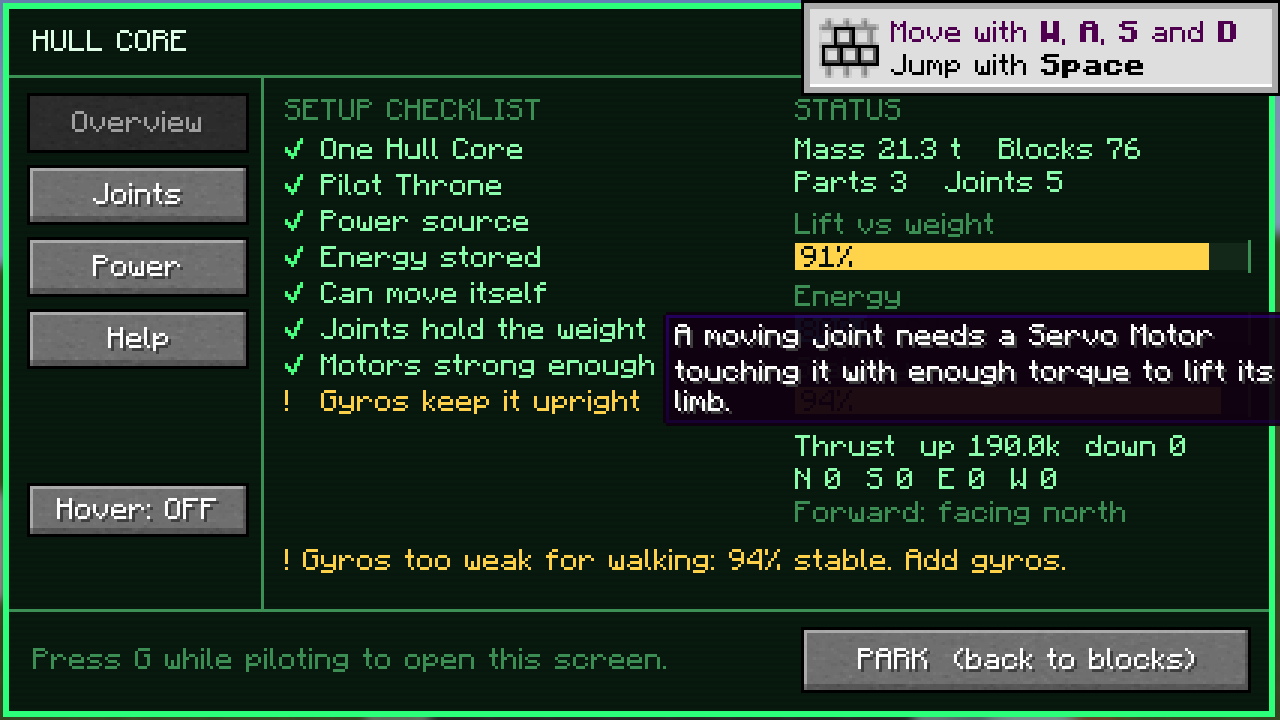 HULL CORE
Move with W, A, S and D
Jump with Space
Overview
Joints
Power
Help
Hover: OFF
SETUP CHECKLIST
✓ One Hull Core
✓ Pilot Throne
✓ Power source
✓ Energy stored
✓ Can move itself
✓ Joints hold the weight
✓ Motors strong enough
! Gyros keep it upright
STATUS
Mass 21.3 t Blocks 76
Parts 3 Joints 5
Lift vs weight
91%
Energy
A moving joint needs a Servo Motor
touching it with enough torque to lift its
limb.
94%
Thrust up 190.0k down 0
N 0 S 0 E 0 W 0
Forward: facing north
! Gyros too weak for walking: 94% stable. Add gyros.
Press G while piloting to open this screen.
PARK (back to blocks)